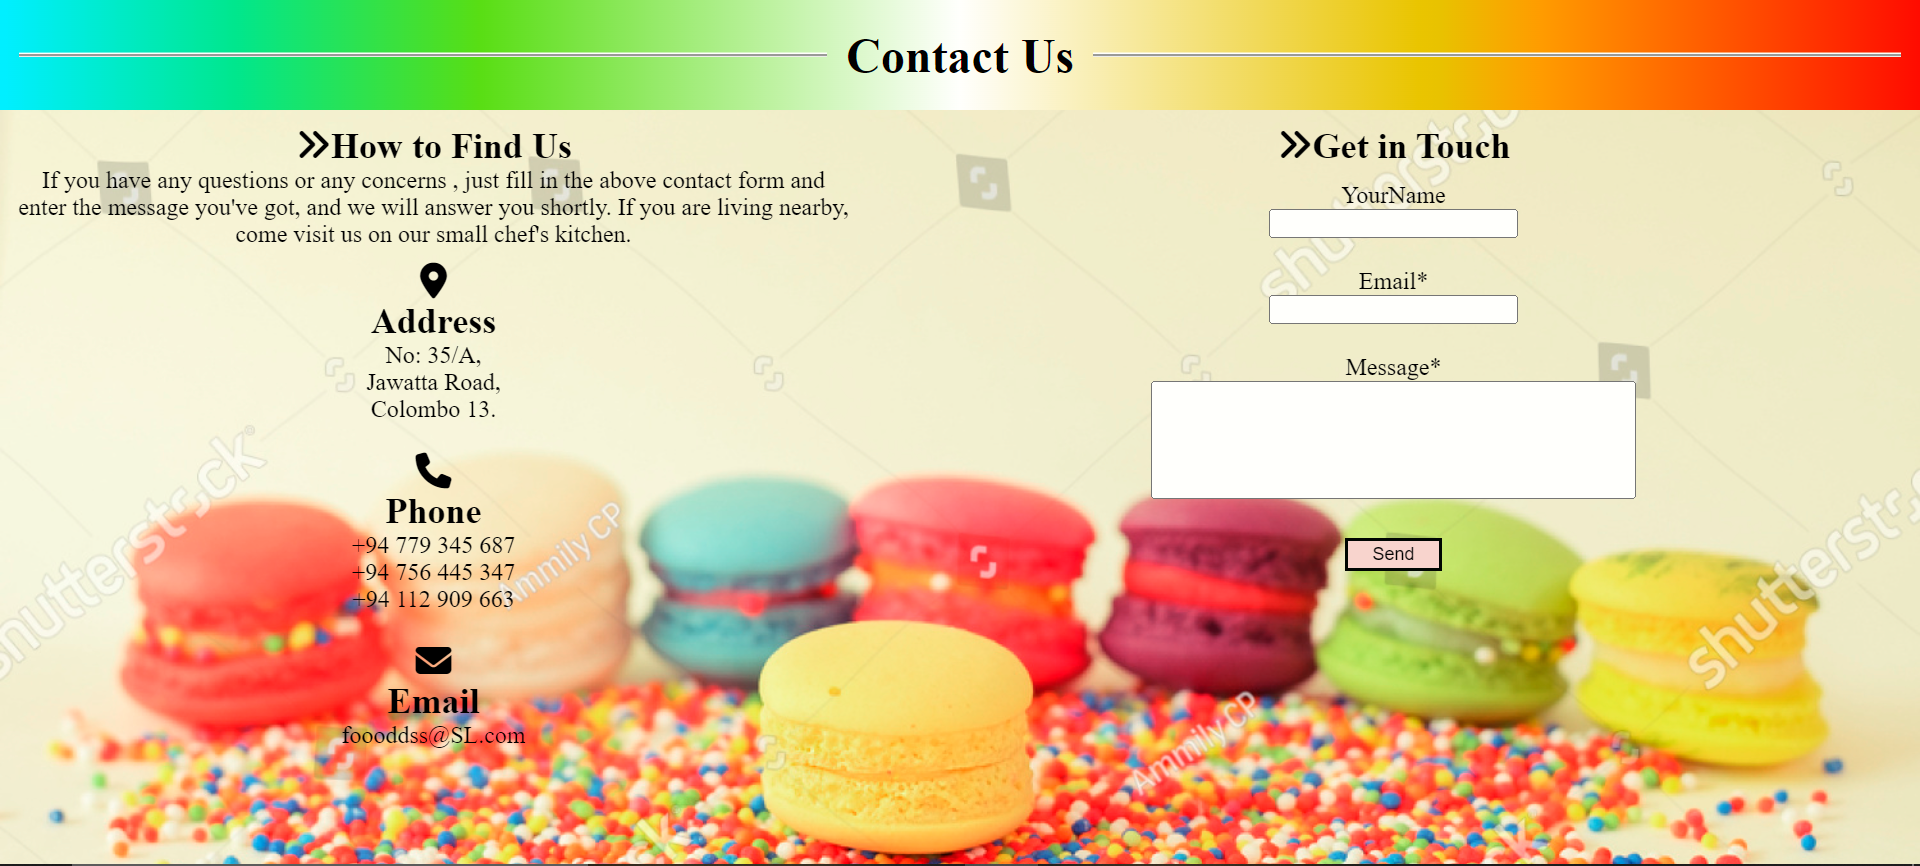 Contact Us
How to Find Us
If you have any questions or any concerns , just fill in the above contact form and
enter the message you've got, and we will answer you shortly. If you are living nearby,
come visit us on our small chef's kitchen.
Address
No: 35/A,
Jawatta Road,
Colombo 13.
Phone
+94 779 345 687
+94 756 445 347
+94 112 909 663
Email
foooddss@SL.com
Get in Touch
YourName
Email*
Message*
Send
shutterstock
shutterstock
shutterstock
Ammily CP
Ammily CP